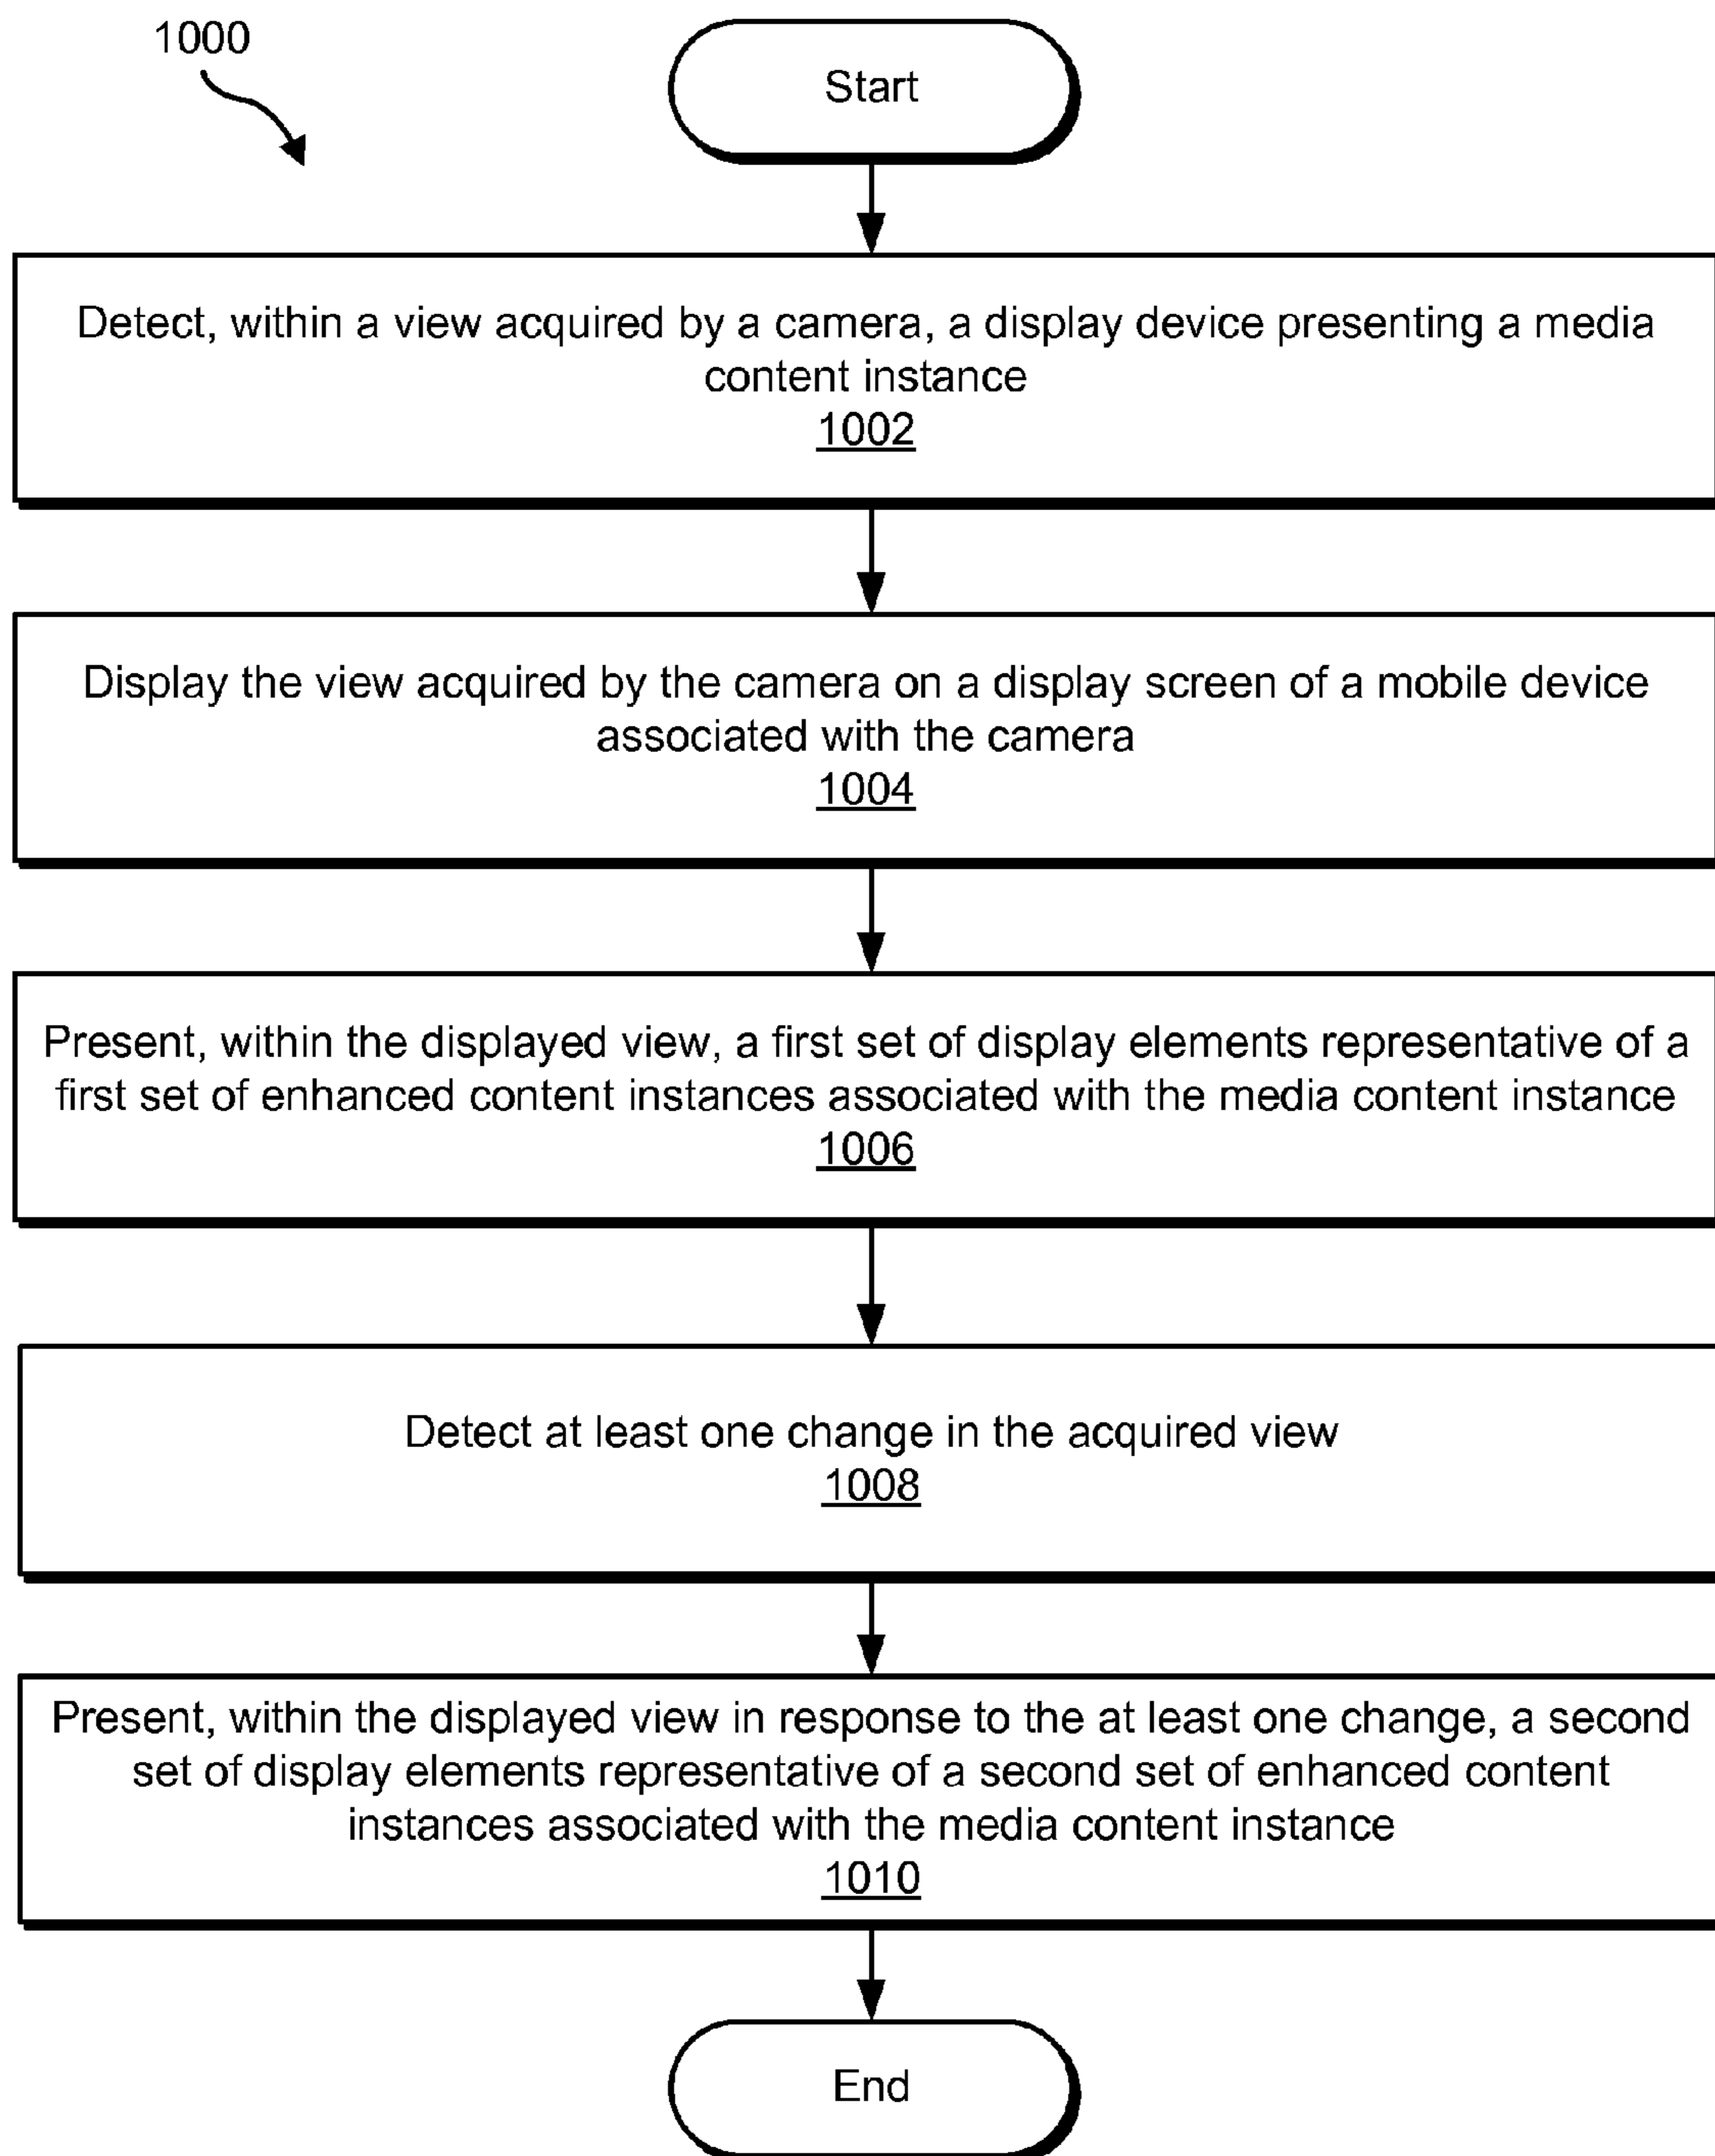 1000
Start
Detect, within a view acquired by a camera, a display device presenting a media
content instance
1002
Display the view acquired by the camera on a display screen of a mobile device
associated with the camera
1004
Present, within the displayed view, a first set of display elements representative of a
first set of enhanced content instances associated with the media content instance
1006
Detect at least one change in the acquired view
1008
Present, within the displayed view in response to the at least one change, a second
set of display elements representative of a second set of enhanced content
instances associated with the media content instance
1010
End